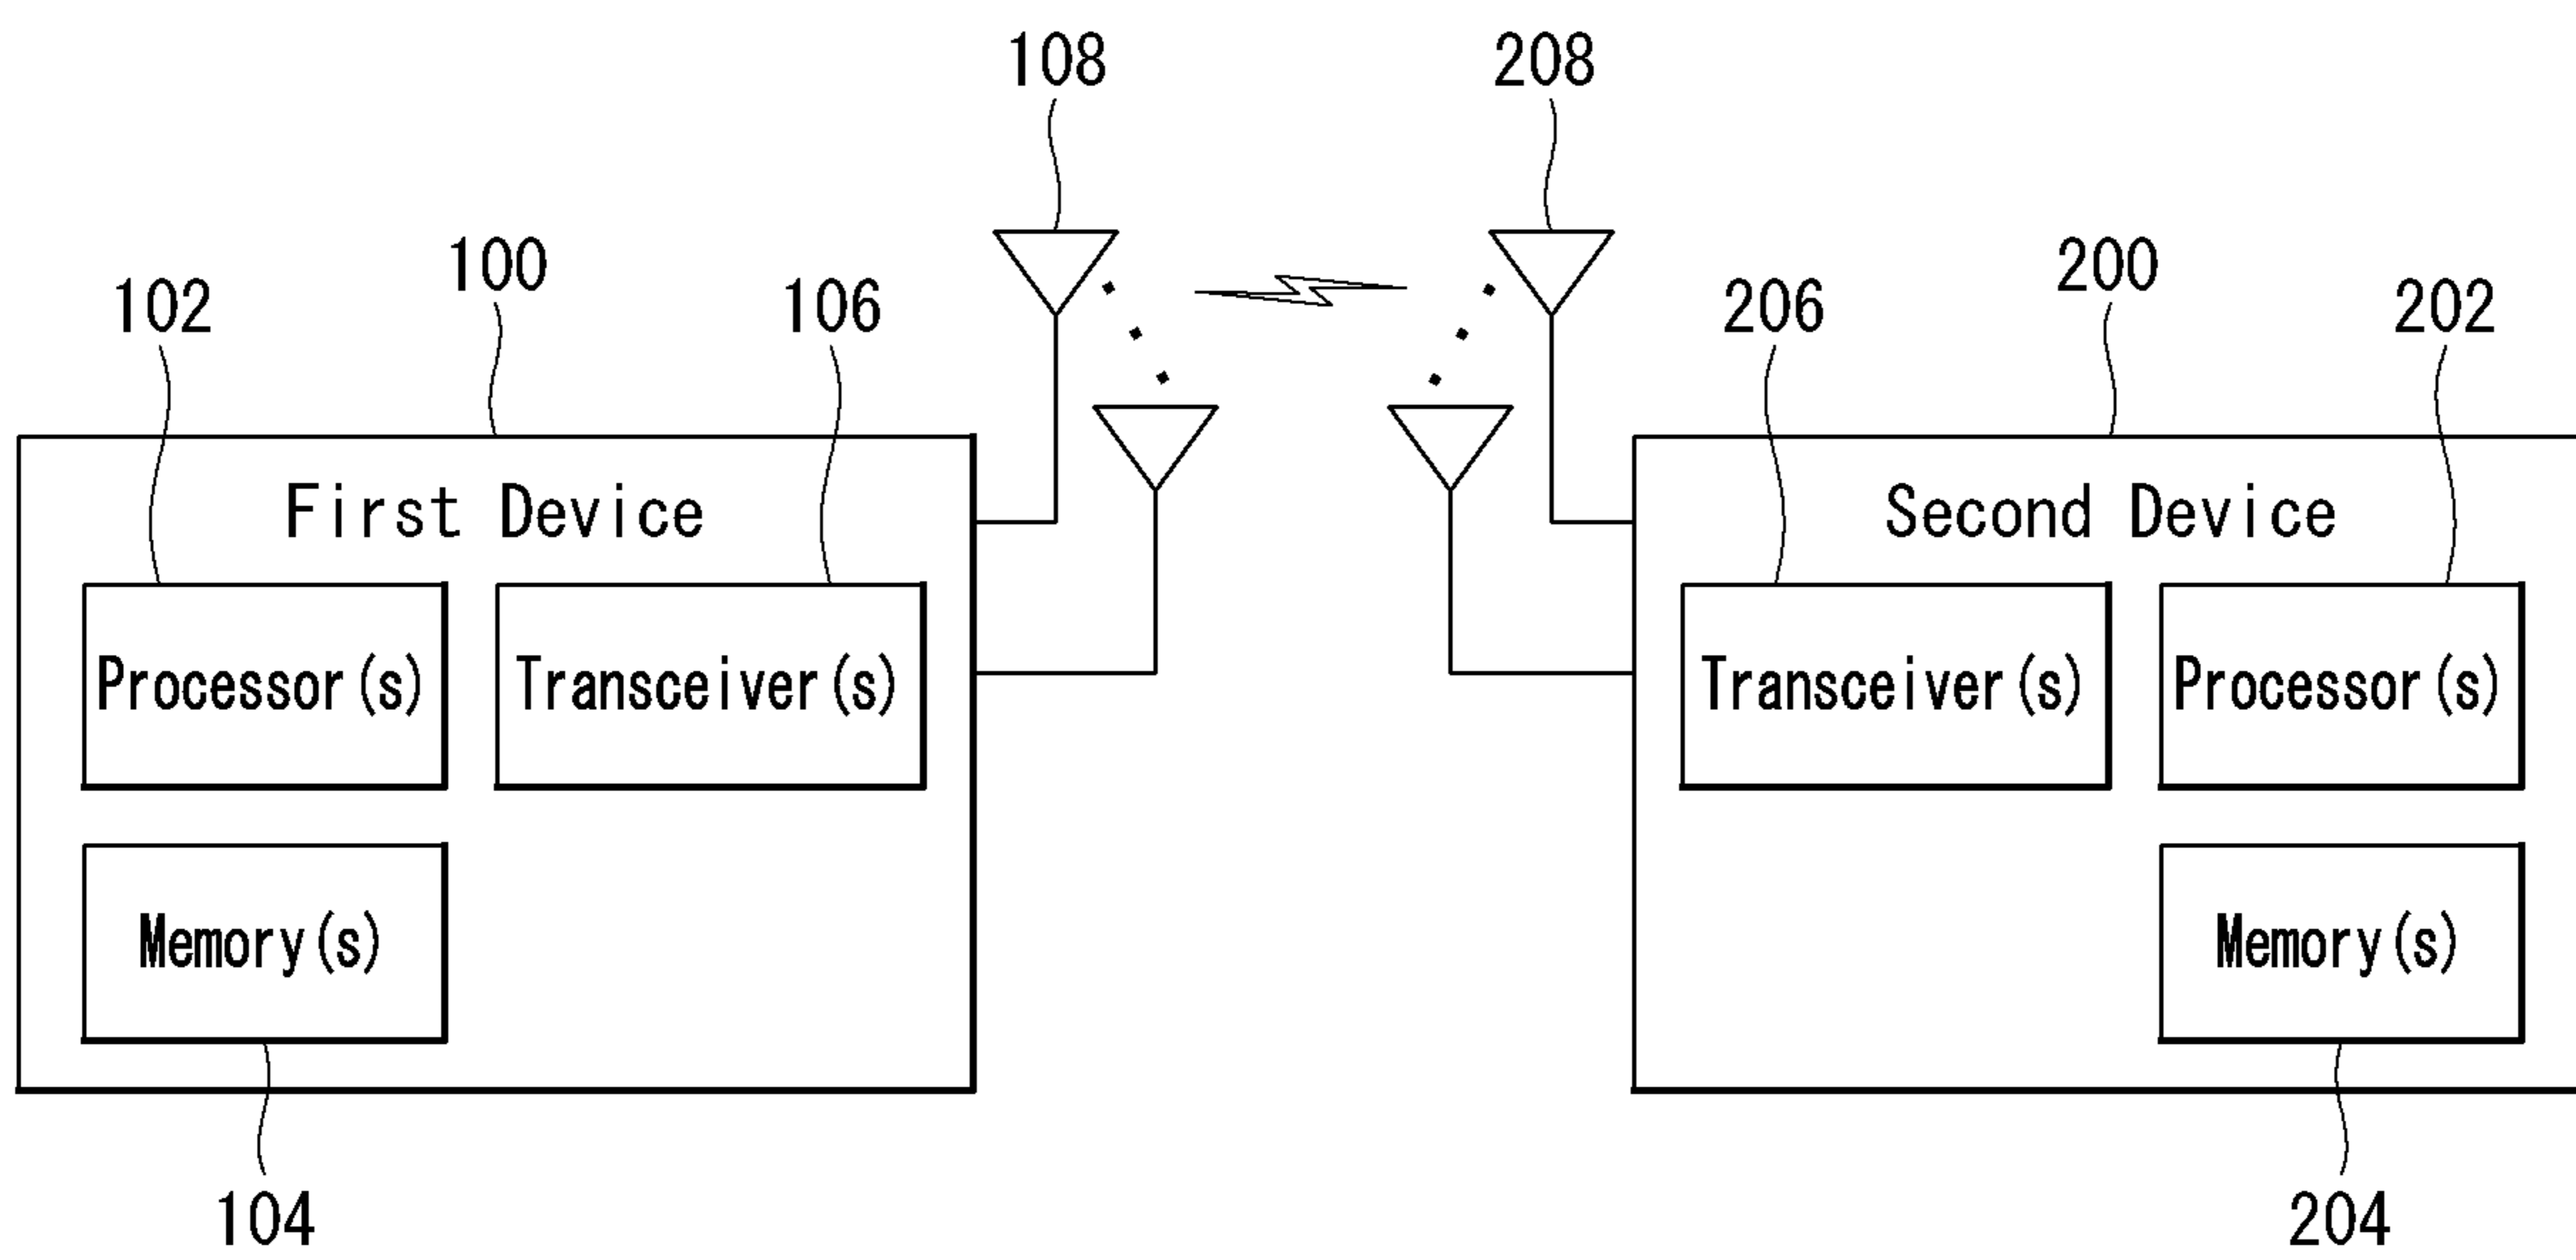 108 208
100 200
102 106 206 202
First Device Second Device
Processor(s) Transceiver(s) Transceiver(s) Processor(s)
Memory(s) Memory(s)
104 204